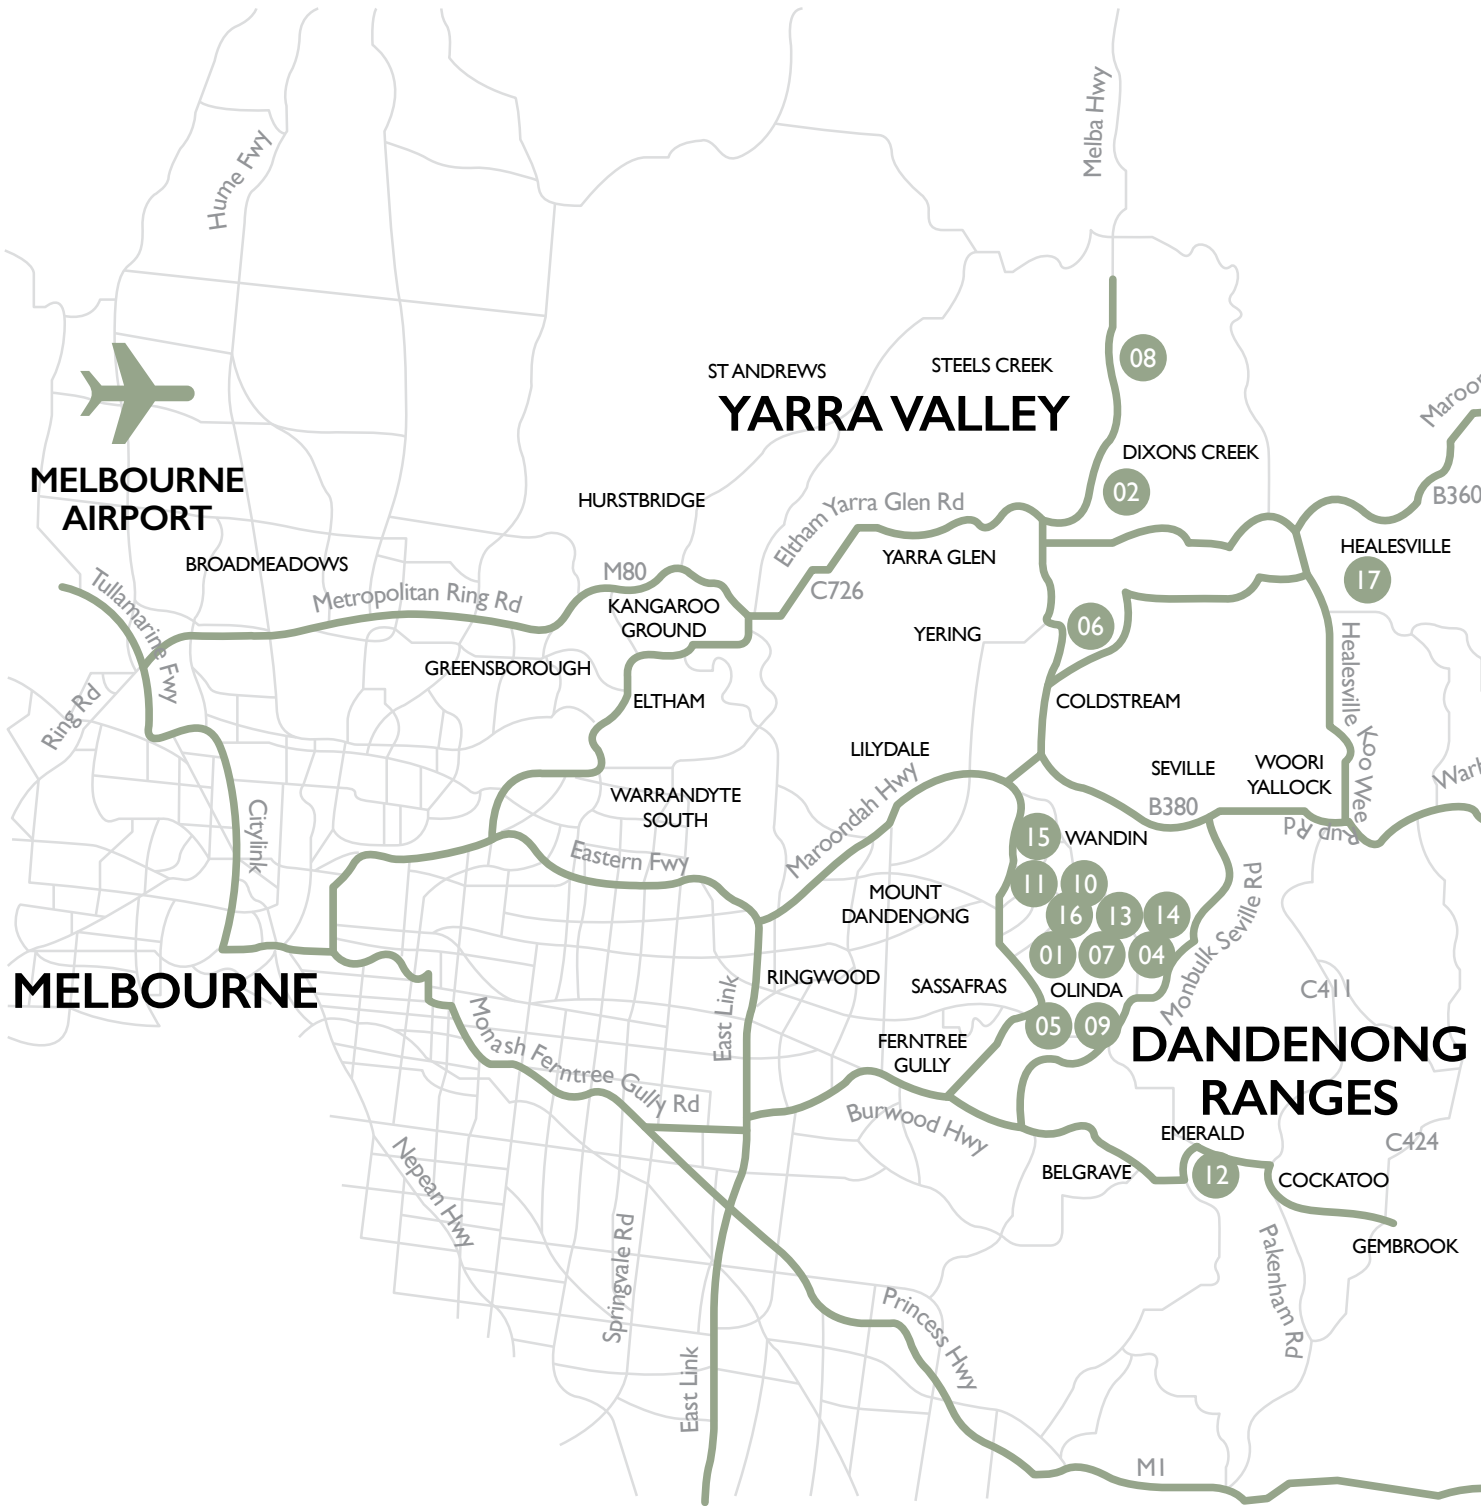 Melba Hwy
Hume Fwy
08
ST ANDREWS
STEELS CREEK
YARRA VALLEY
DIXONS CREEK
02
MELBOURNE
AIRPORT
HURSTBRIDGE
Eltham Yarra Glen Rd
B360
HEALESVILLE
17
YARRA GLEN
BROADMEADOWS
M80
C726
Tullamarine Fwy
Metropolitan Ring Rd
KANGAROO
GROUND
YERING
06
GREENSBOROUGH
ELTHAM
COLDSTREAM
Ring Rd
Healesville Koo Wee
Rup Rd
LILYDALE
SEVILLE
WOORI
YALLOCK
WARRANDYTE
SOUTH
B380
Citylink
Eastern Fwy
Maroondah Hwy
15
WANDIN
11
10
MOUNT
DANDENONG
16
13
14
01
07
04
Monbulk Seville Rd
MELBOURNE
RINGWOOD
SASSAFRAS
OLINDA
C411
East Link
05
09
FERNTREE
GULLY
DANDENONG
RANGES
Monash Ferntree Gully Rd
Burwood Hwy
EMERALD
C424
Nepean Hwy
BELGRAVE
12
COCKATOO
GEMBROOK
Springvale Rd
Pakenham Rd
Princess Hwy
East Link
M1